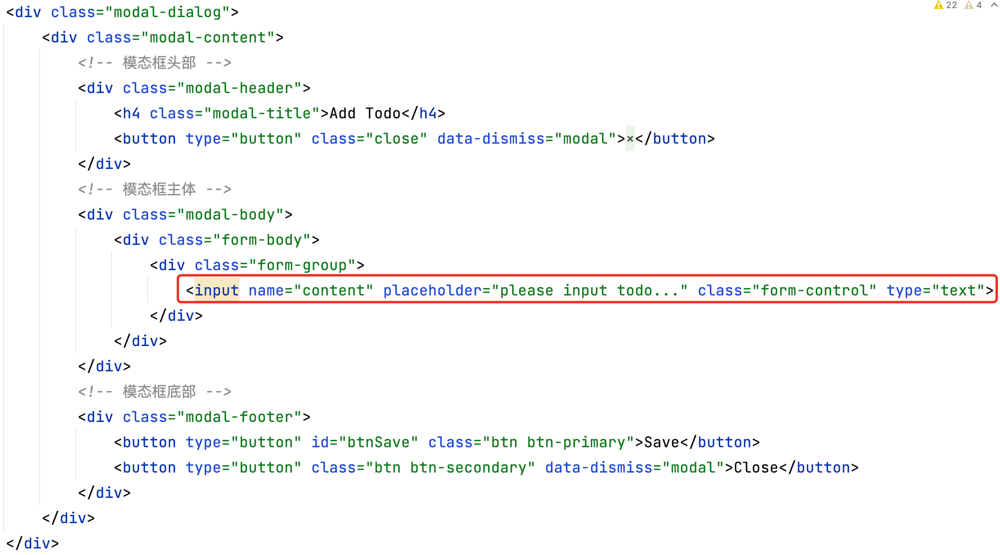 <div class="modal-dialog">
22 4
<div class="modal-content">
<!-- 模态框头部 -->
<div class="modal-header">
<h4 class="modal-title">Add Todo</h4>
<button type="button" class="close" data-dismiss="modal">×</button>
</div>
<!-- 模态框主体 -->
<div class="modal-body">
<div class="form-body">
<div class="form-group">
<input name="content" placeholder="please input todo..." class="form-control" type="text">
</div>
</div>
</div>
<!-- 模态框底部 -->
<div class="modal-footer">
<button type="button" id="btnSave" class="btn btn-primary">Save</button>
<button type="button" class="btn btn-secondary" data-dismiss="modal">Close</button>
</div>
</div>
</div>